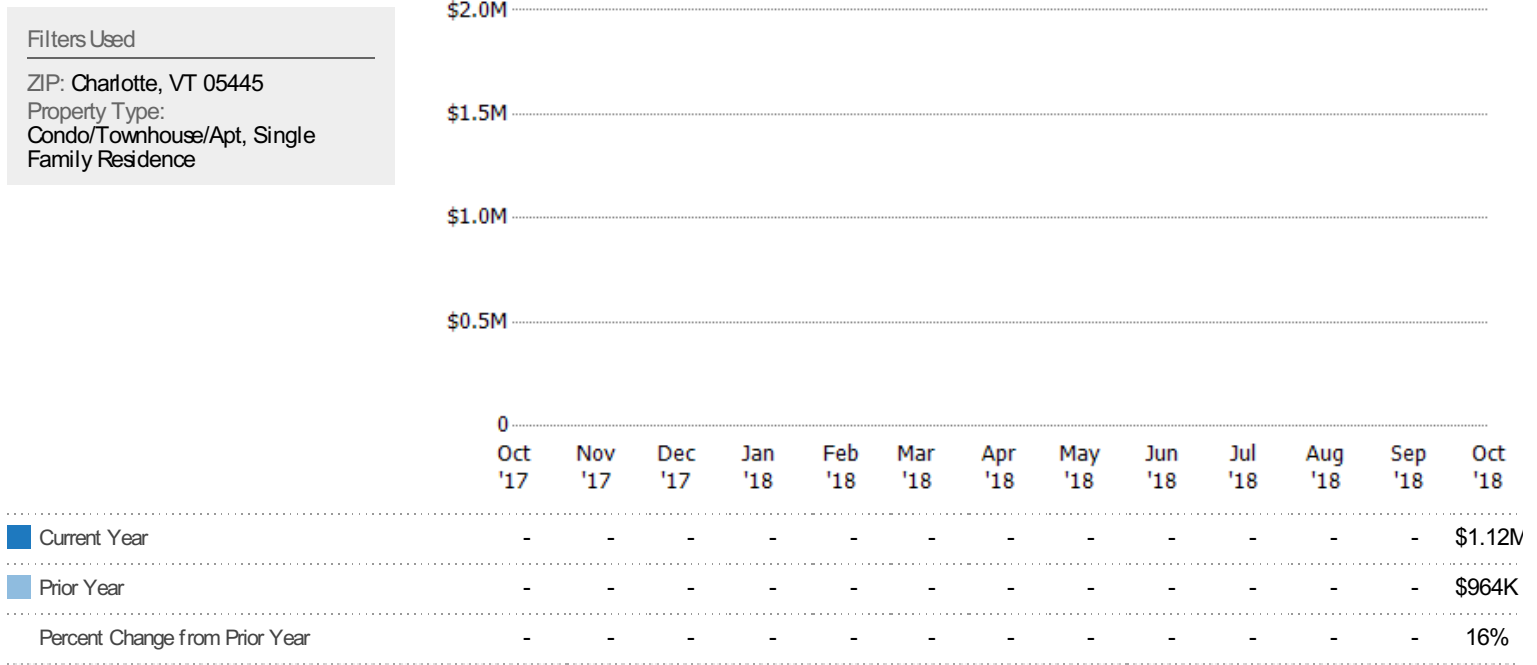 Filters Used
ZIP: Charlotte, VT 05445
Property Type:
Condo/Townhouse/Apt, Single
Family Residence
$2.0M
$1.5M
$1.0M
$0.5M
0
Oct Nov Dec Jan Feb Mar Apr May Jun Jul Aug Sep Oct
'17 '17 '17 '18 '18 '18 '18 '18 '18 '18 '18 '18 '18
Current Year - - - - - - - - - - - - $1.12M
Prior Year - - - - - - - - - - - - $964K
Percent Change from Prior Year - - - - - - - - - - - - 16%